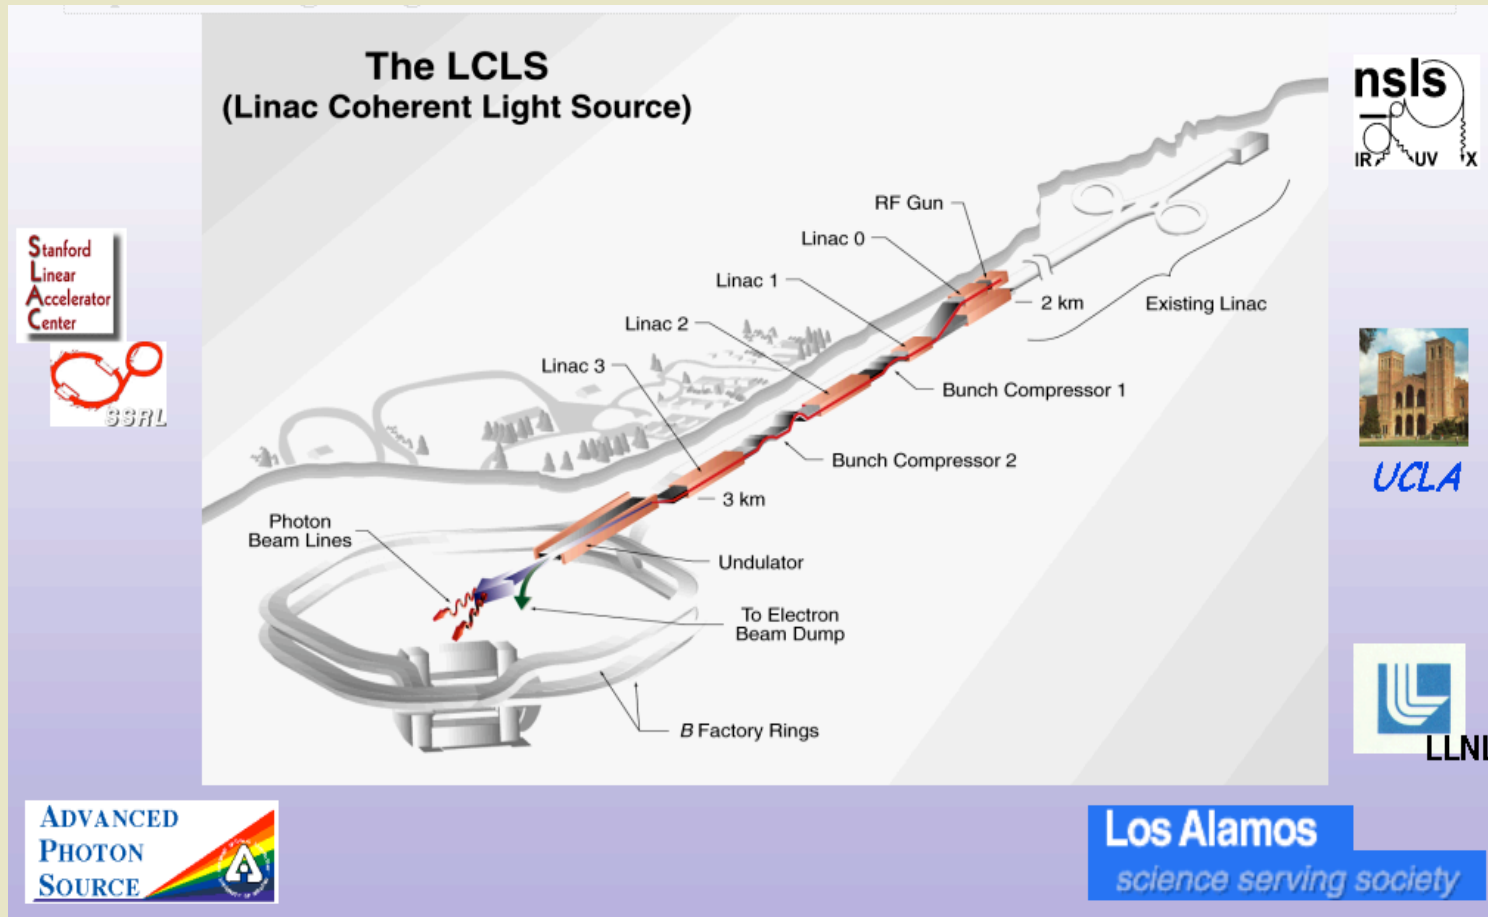 The LCLS
(Linac Coherent Light Source)
nsls
IR UV X
RF Gun
Linac 0
Stanford
Linear
Accelerator
Center
Linac 1
2 km
Existing Linac
Linac 2
Linac 3
SSRL
Bunch Compressor 1
Bunch Compressor 2
UCLA
3 km
Photon
Beam Lines
Undulator
To Electron
Beam Dump
B Factory Rings
LLNL
ADVANCED
PHOTON
SOURCE
Los Alamos
science serving society